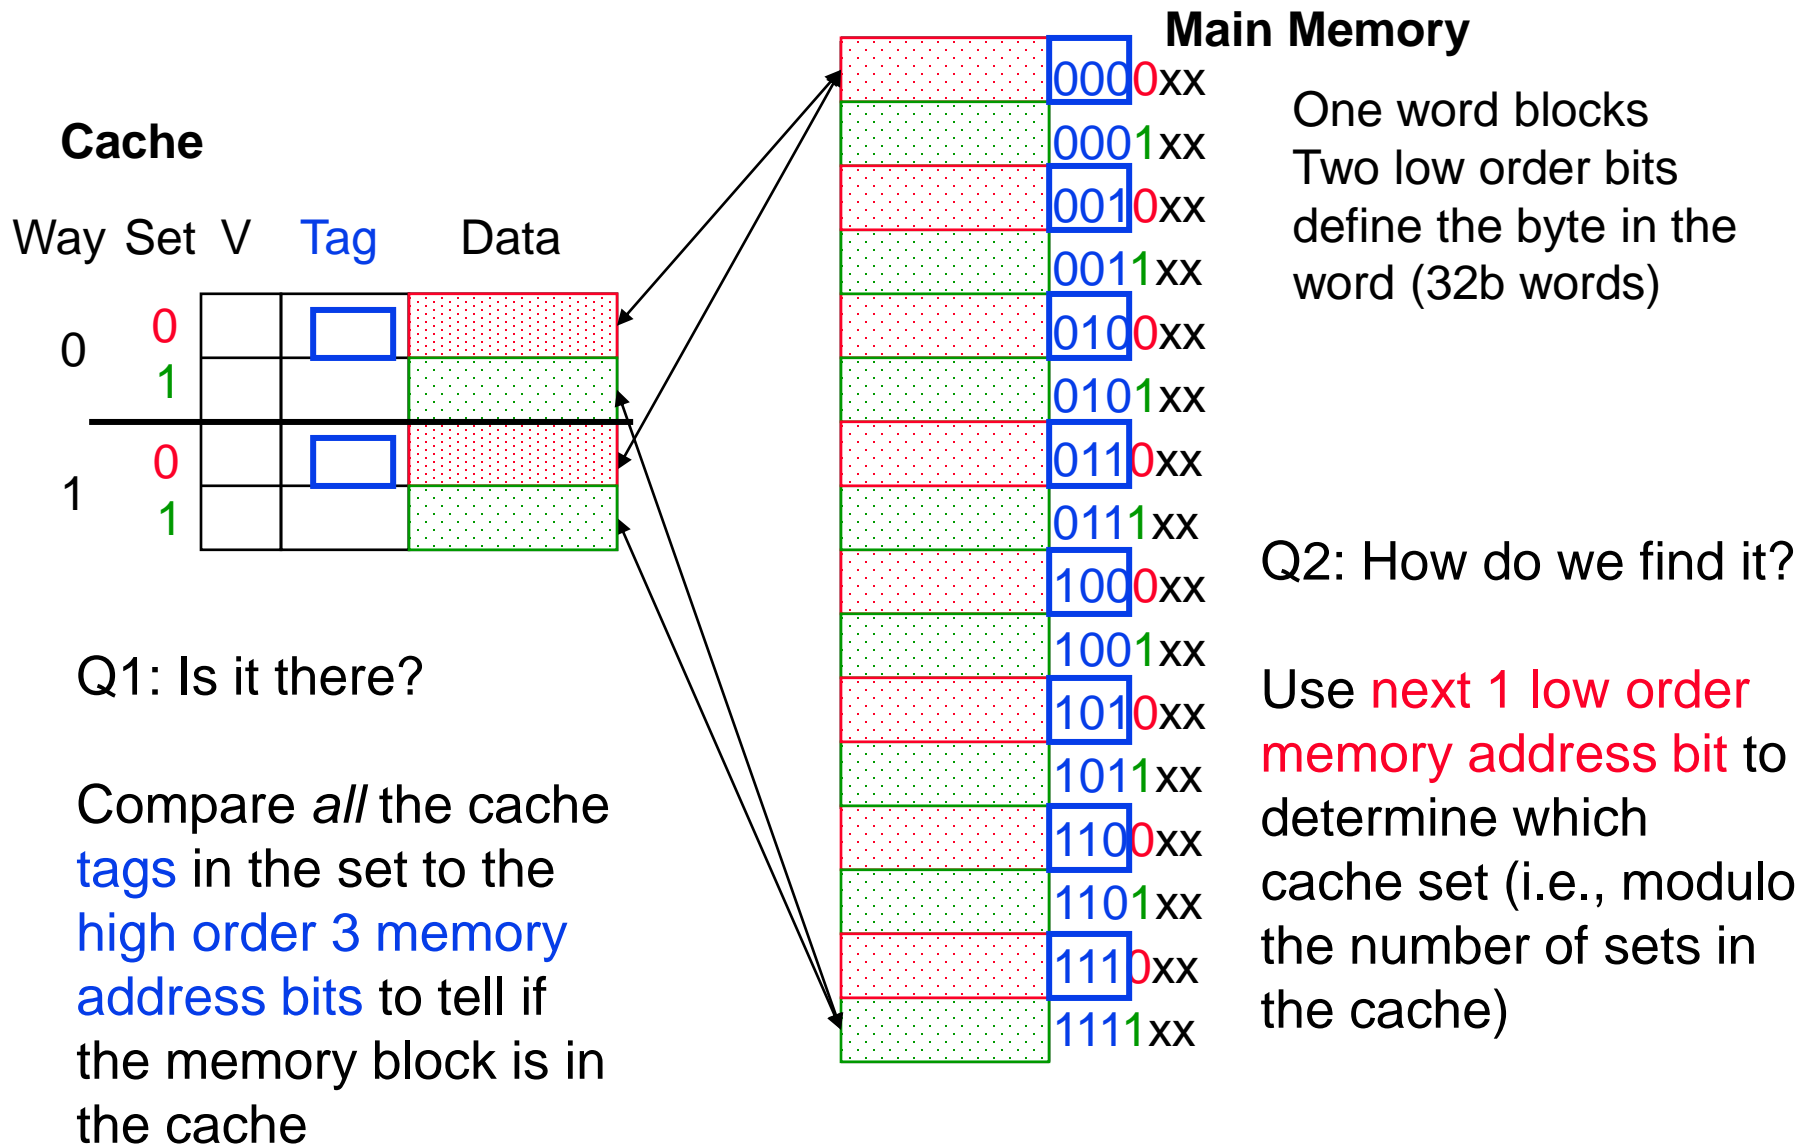 Main Memory
Cache
Way Set V Tag Data
0
0
1
1
0
1
0000xx
0001xx
0010xx
0011xx
0100xx
0101xx
0110xx
0111xx
1000xx
1001xx
1010xx
1011xx
1100xx
1101xx
1110xx
1111xx
One word blocks
Two low order bits
define the byte in the
word (32b words)
Q1: Is it there?
Compare all the cache
tags in the set to the
high order 3 memory
address bits to tell if
the memory block is in
the cache
Q2: How do we find it?
Use next 1 low order
memory address bit to
determine which
cache set (i.e., modulo
the number of sets in
the cache)